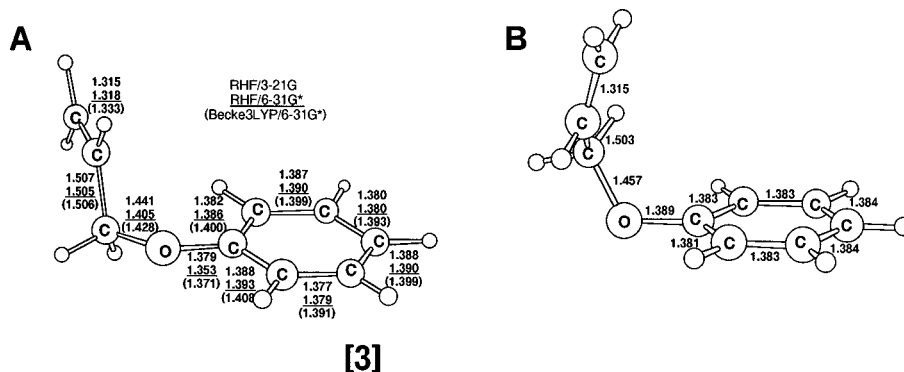 A
B
1.315
1.318
(1.333)
RHF/3-21G
RHF/6-31G*
(Becke3LYP/6-31G*)
C
C
1.507
1.505
(1.506)
1.441
1.405
(1.428)
1.382
1.386
(1.400)
1.387
1.390
(1.399)
1.380
1.380
(1.393)
C
C
C
O
C
C
C
C
1.379
1.353
(1.371)
1.388
1.393
(1.408
1.377
1.379
(1.391)
1.388
1.390
(1.399)
[3]
C
1.315
C
1.503
C
1.457
O
1.389
C
1.383
C
1.383
C
1.384
C
1.381
C
1.383
C
1.384